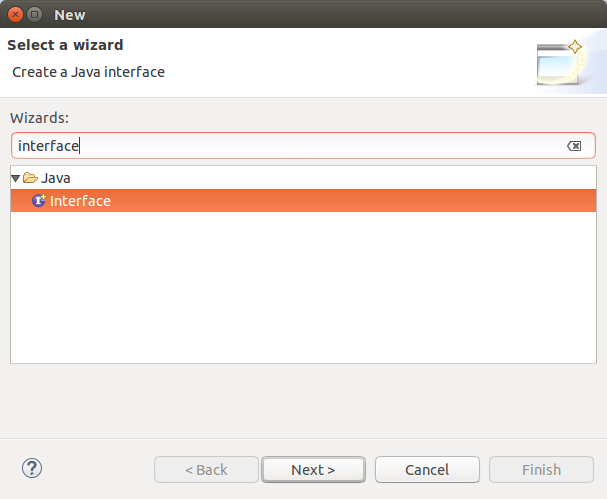 New
Select a wizard
Create a Java interface
Wizards:
interface
Java
Interface
< Back Next > Cancel Finish